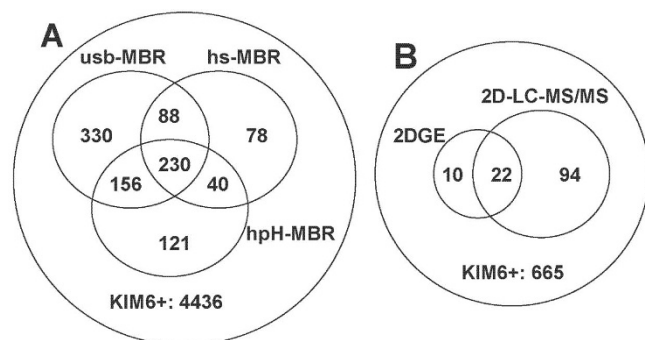 A
usb-MBR
hs-MBR
88
330
78
230
156
40
121
hpH-MBR
KIM6+: 4436
B
2D-LC-MS/MS
2DGE
10
22
94
KIM6+: 665